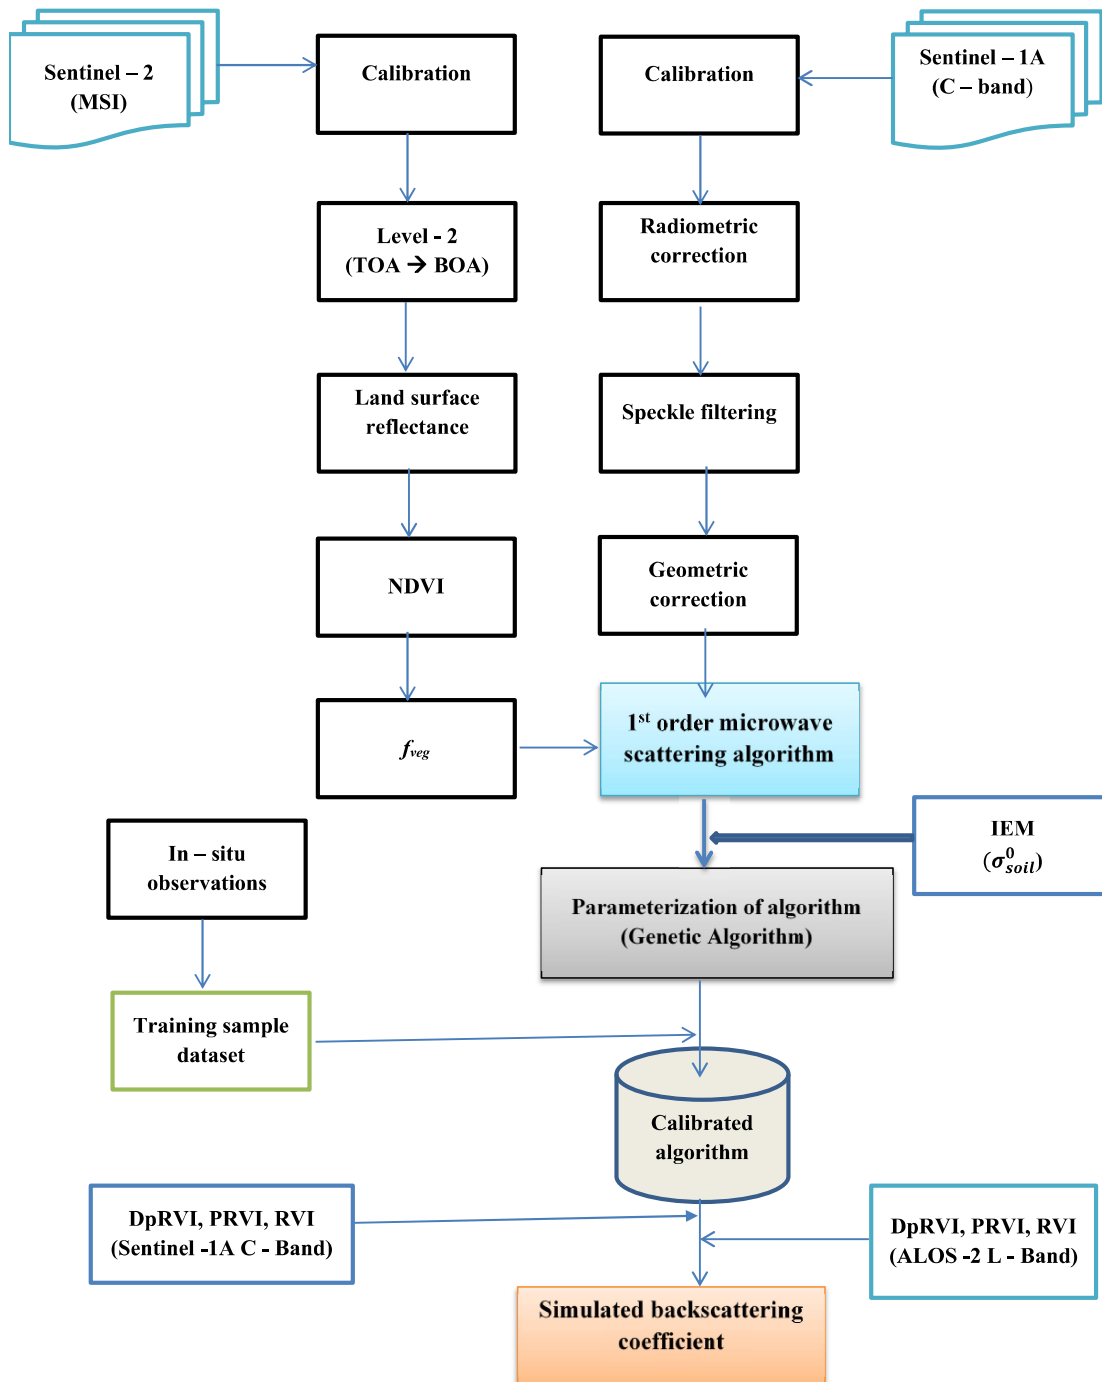 Sentinel – 2
(MSI)
Calibration
Calibration
Sentinel – 1A
(C – band)
Level - 2
(TOA → BOA)
Radiometric
correction
Land surface
reflectance
Speckle filtering
NDVI
Geometric
correction
f_veg
1st order microwave
scattering algorithm
In – situ
observations
IEM
(σ⁰_soil)
Parameterization of algorithm
(Genetic Algorithm)
Training sample
dataset
Calibrated
algorithm
DpRVI, PRVI, RVI
(Sentinel -1A C - Band)
DpRVI, PRVI, RVI
(ALOS -2 L - Band)
Simulated backscattering
coefficient